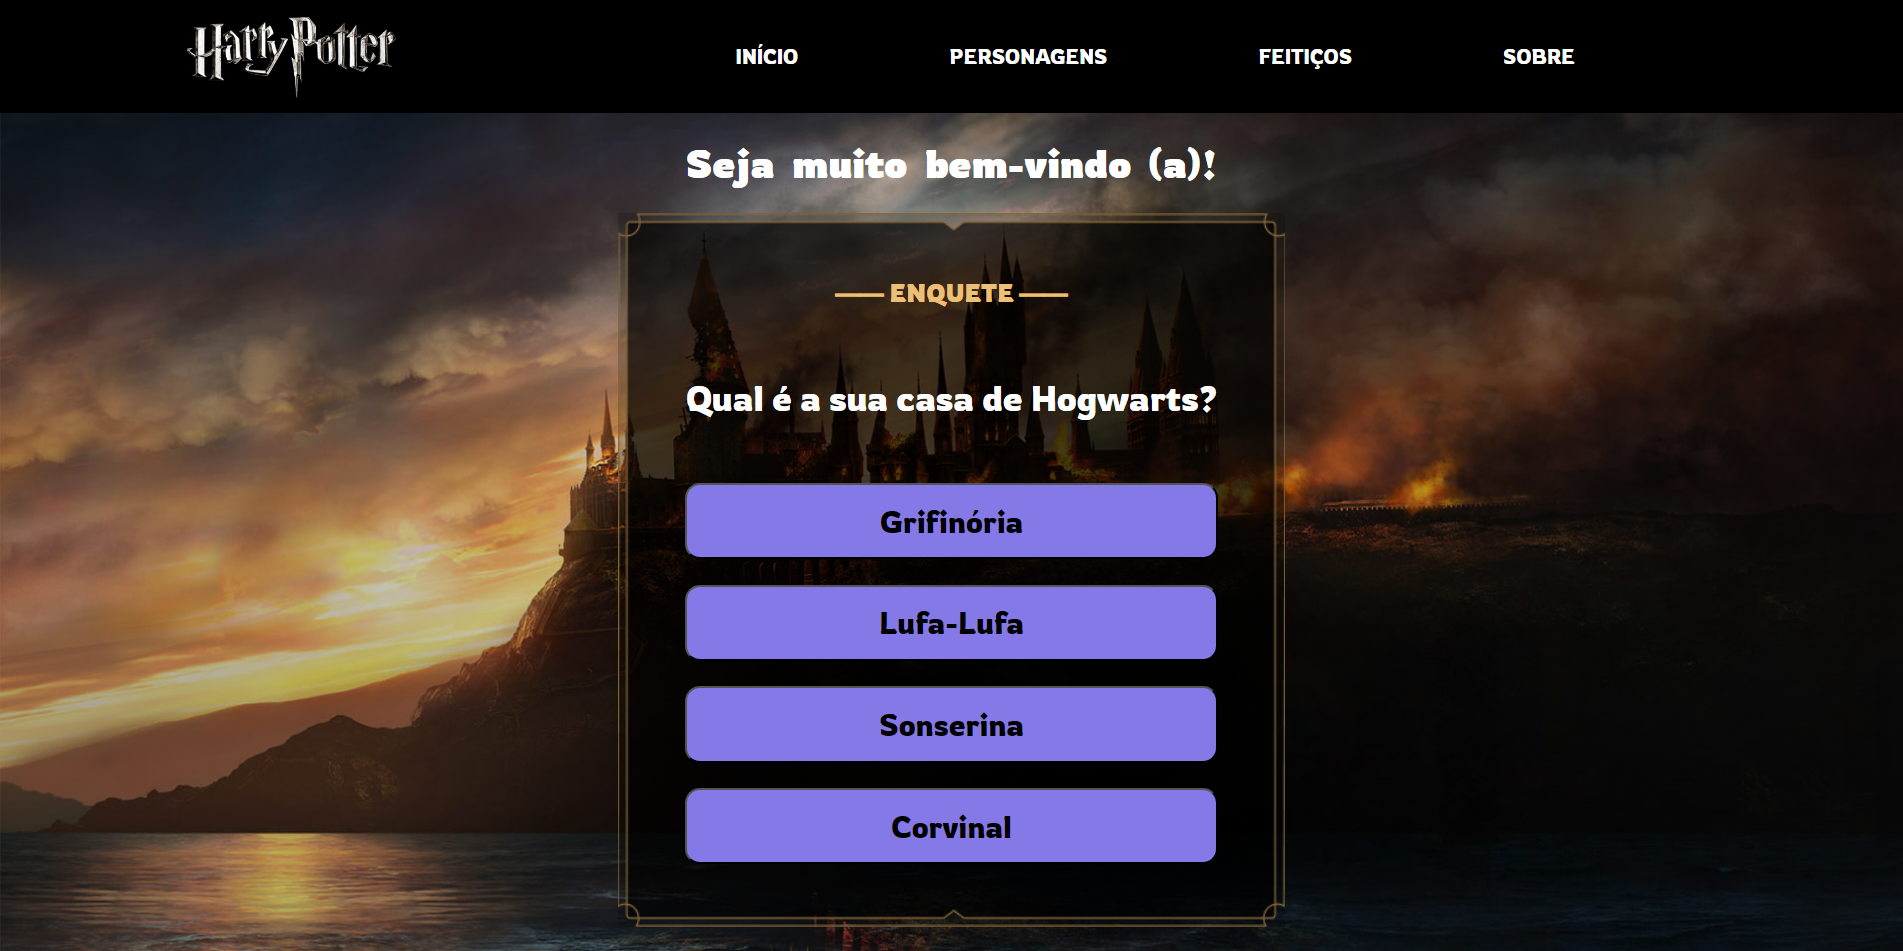 Harry Potter
INÍCIO PERSONAGENS FEITIÇOS SOBRE
Seja muito bem-vindo (a)!
ENQUETE
Qual é a sua casa de Hogwarts?
Grifinória
Lufa-Lufa
Sonserina
Corvinal